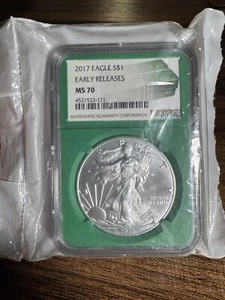 2017 EAGLE S$1
EARLY RELEASES
MS 70
4521533-121
NUMISMATIC GUARANTY CORPORATION